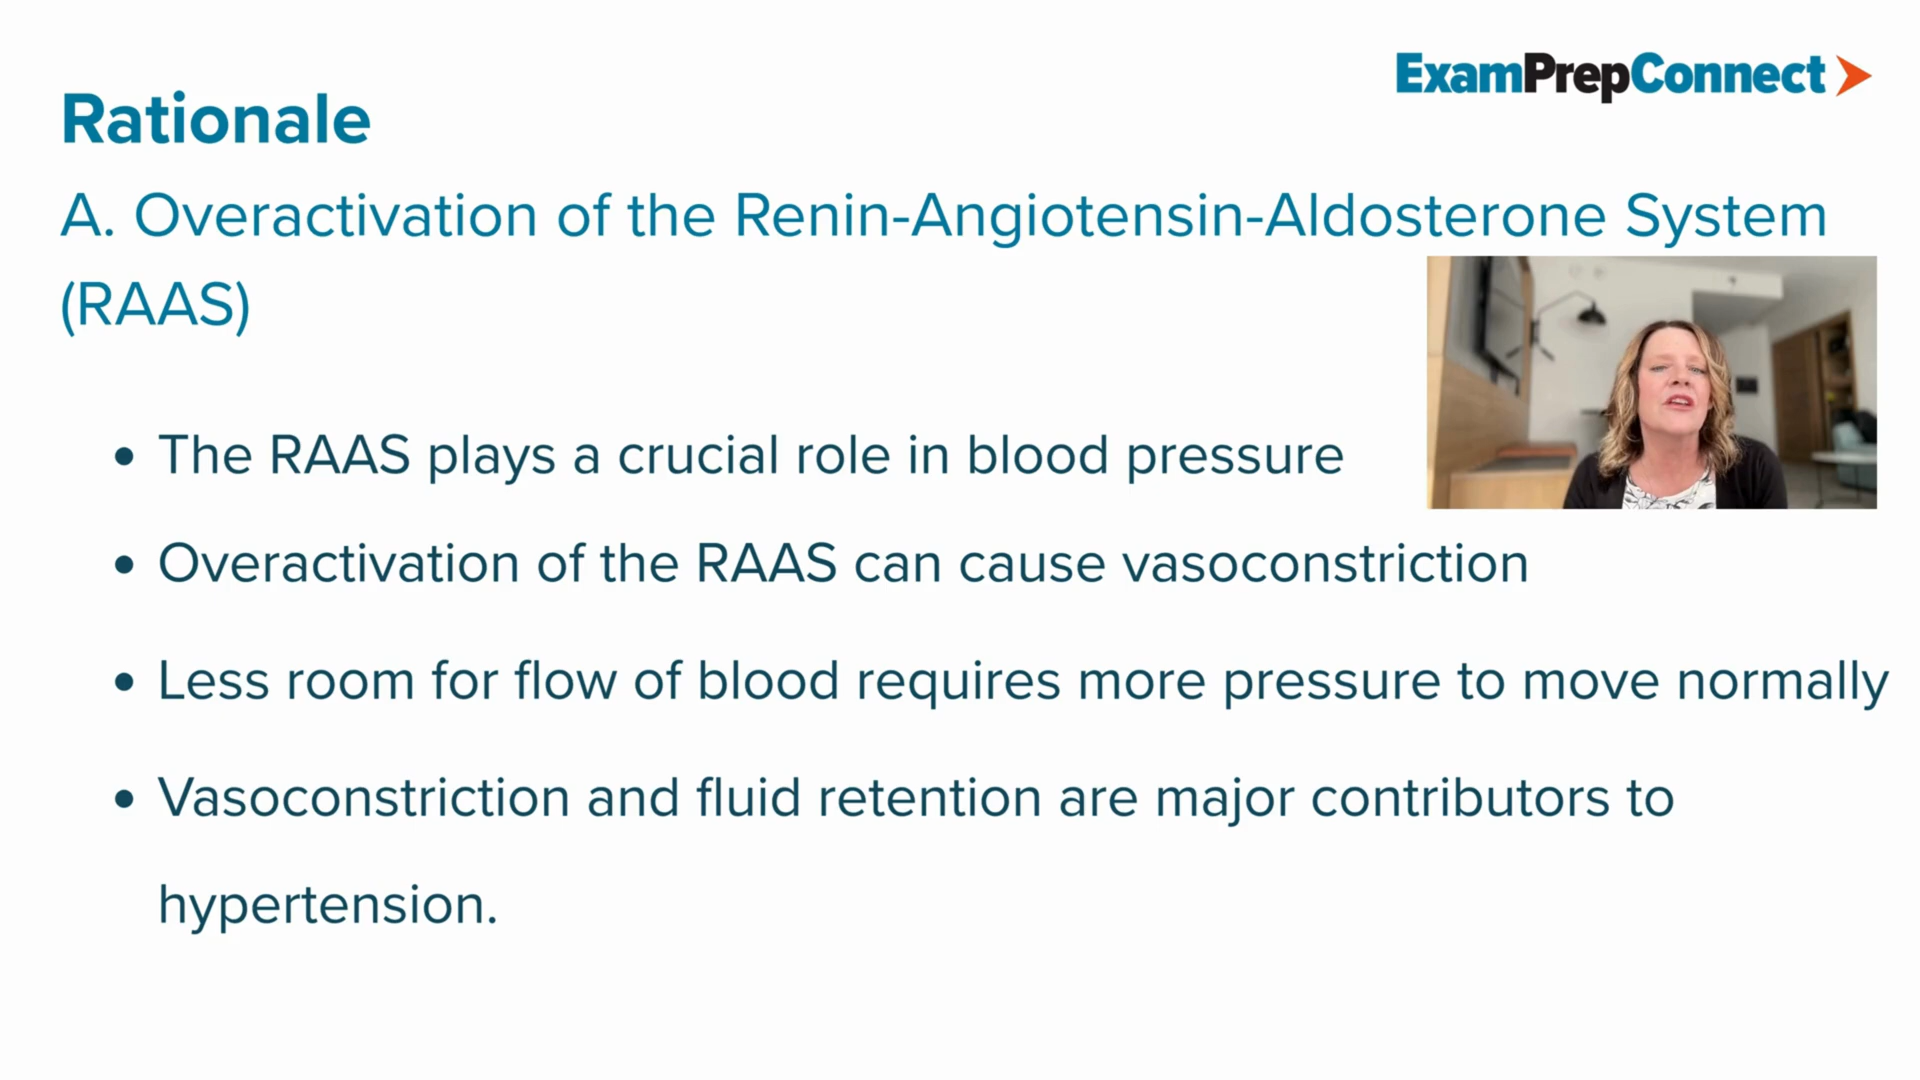 ExamPrepConnect
Rationale
A. Overactivation of the Renin-Angiotensin-Aldosterone System
(RAAS)
• The RAAS plays a crucial role in blood pressure
• Overactivation of the RAAS can cause vasoconstriction
• Less room for flow of blood requires more pressure to move normally
• Vasoconstriction and fluid retention are major contributors to
hypertension.